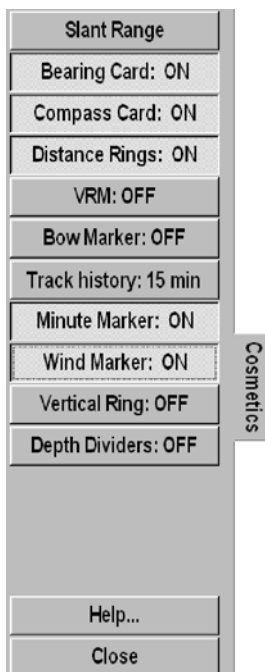 Slant Range
Bearing Card: ON
Compass Card: ON
Distance Rings: ON
VRM: OFF
Bow Marker: OFF
Track history: 15 min
Minute Marker: ON
Wind Marker: ON
Vertical Ring: OFF
Depth Dividers: OFF
Cosmetics
Help...
Close